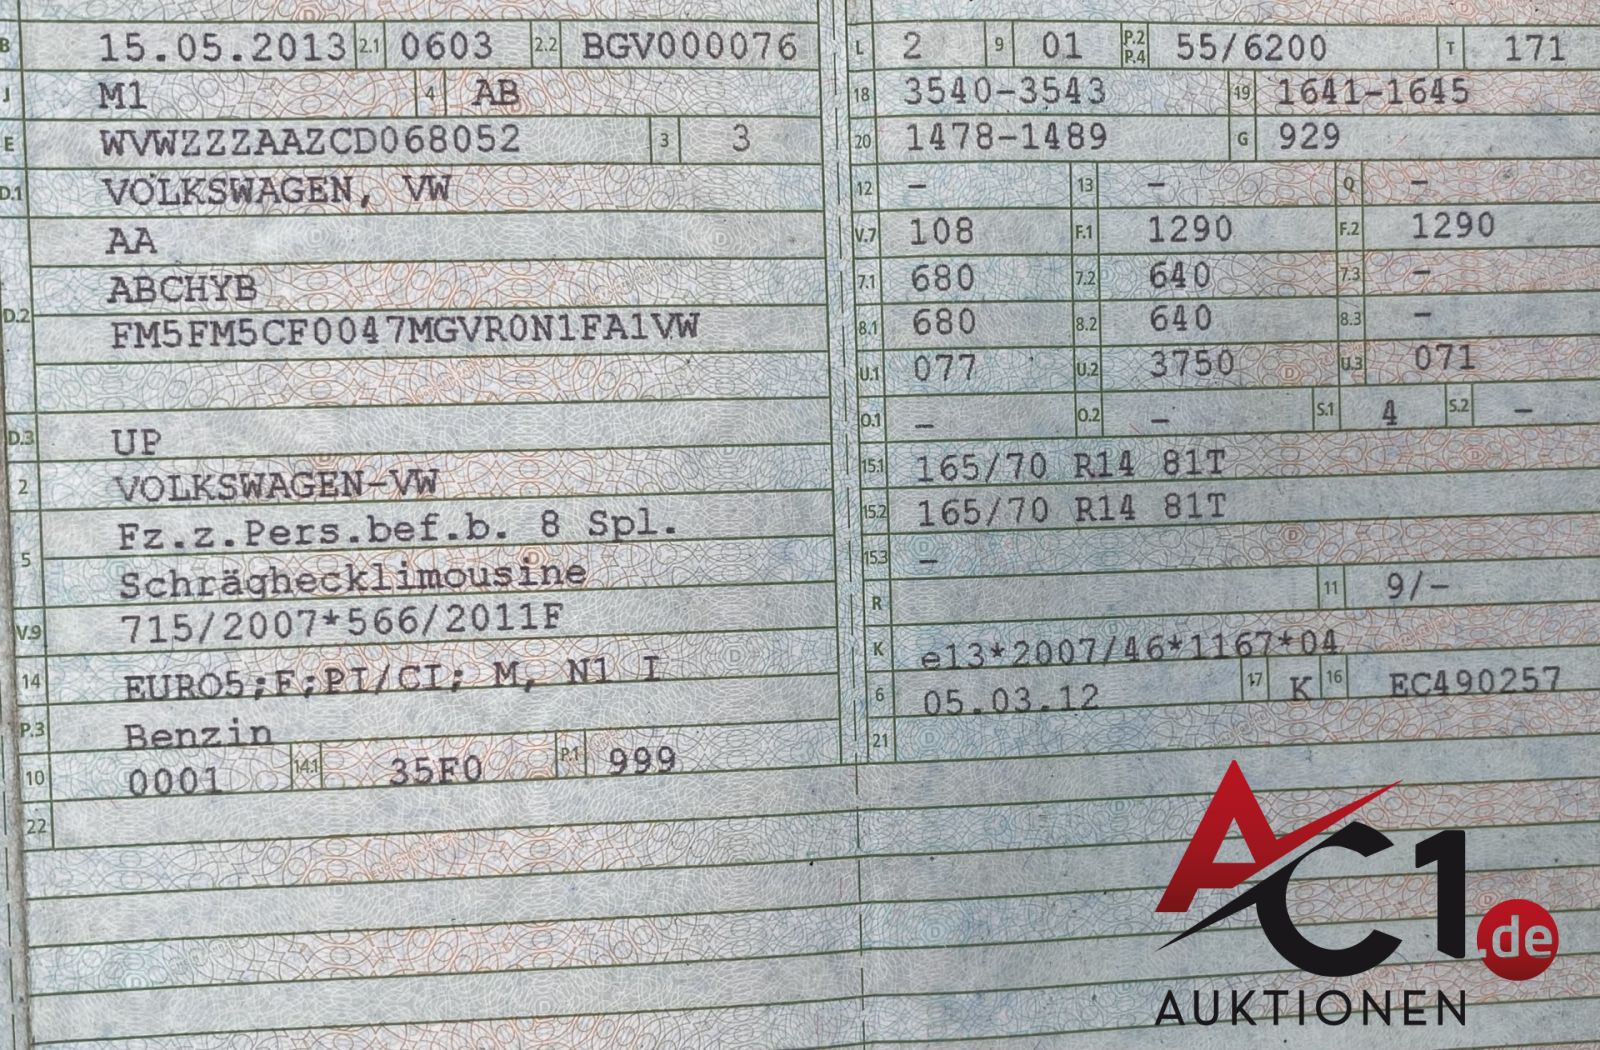 B 15.05.2013 2.1 0603 2.2 BGV000076
J M1 4 AB
E WVWZZZAAZCD068052 3 3
D.1 VOLKSWAGEN, VW
AA
D.2 ABCHYB
FM5FM5CF0047MGVR0N1FA1VW
D.3 UP
2 VOLKSWAGEN-VW
5 Fz.z.Pers.bef.b. 8 Spl.
Schräghecklimousine
V.9 715/2007*566/2011F
14 EURO5;F;PI/CI; M, N1 I
P.3 Benzin
10 0001 14.1 35F0 P.1 999
22
L 2 9 01 P.2 P.4 55/6200 T 171
18 3540-3543 19 1641-1645
20 1478-1489 G 929
12 - 13 - Q -
V.7 108 F.1 1290 F.2 1290
7.1 680 7.2 640 7.3 -
8.1 680 8.2 640 8.3 -
U.1 077 U.2 3750 U.3 071
O.1 - O.2 - S.1 4 S.2 -
15.1 165/70 R14 81T
15.2 165/70 R14 81T
15.3 -
R 11 9/-
K e13*2007/46*1167*04
6 05.03.12 17 K 16 EC490257
21
AC1.de
AUKTIONEN